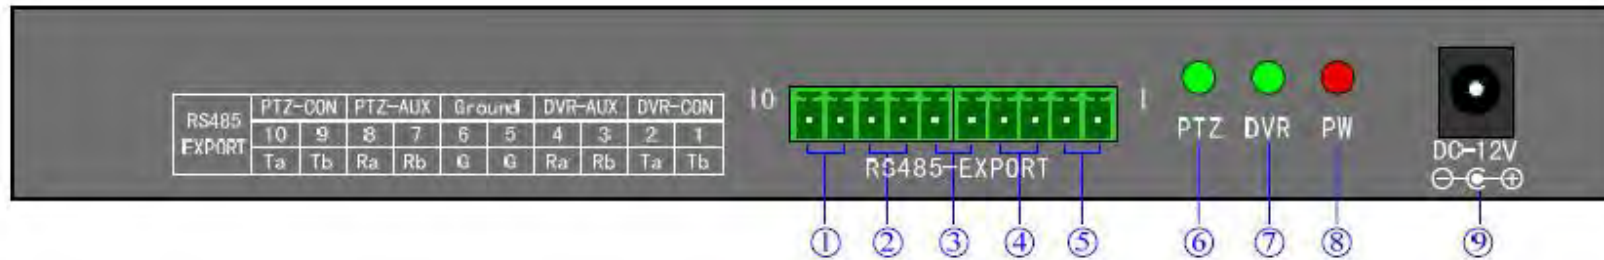 RS485 EXPORT
PTZ-CON PTZ-AUX Ground DVR-AUX DVR-CON
10 9 8 7 6 5 4 3 2 1
Ta Tb Ra Rb G G Ra Rb Ta Tb
10 1
RS485-EXPORT
PTZ DVR PW
DC-12V
⊖ C ⊕
① ② ③ ④ ⑤ ⑥ ⑦ ⑧ ⑨